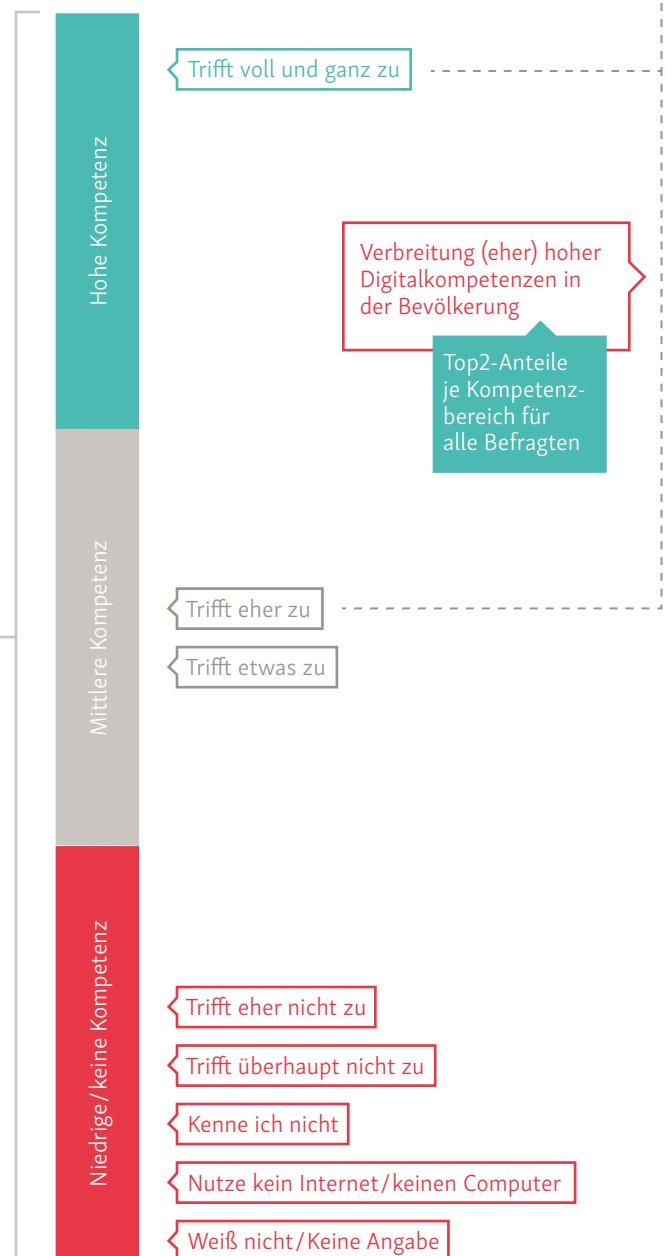 Hohe Kompetenz
Trifft voll und ganz zu
Verbreitung (eher) hoher
Digitalkompetenzen in
der Bevölkerung
Top2-Anteile
je Kompetenz-
bereich für
alle Befragten
Mittlere Kompetenz
Trifft eher zu
Trifft etwas zu
Niedrige/keine Kompetenz
Trifft eher nicht zu
Trifft überhaupt nicht zu
Kenne ich nicht
Nutze kein Internet/keinen Computer
Weiß nicht/Keine Angabe